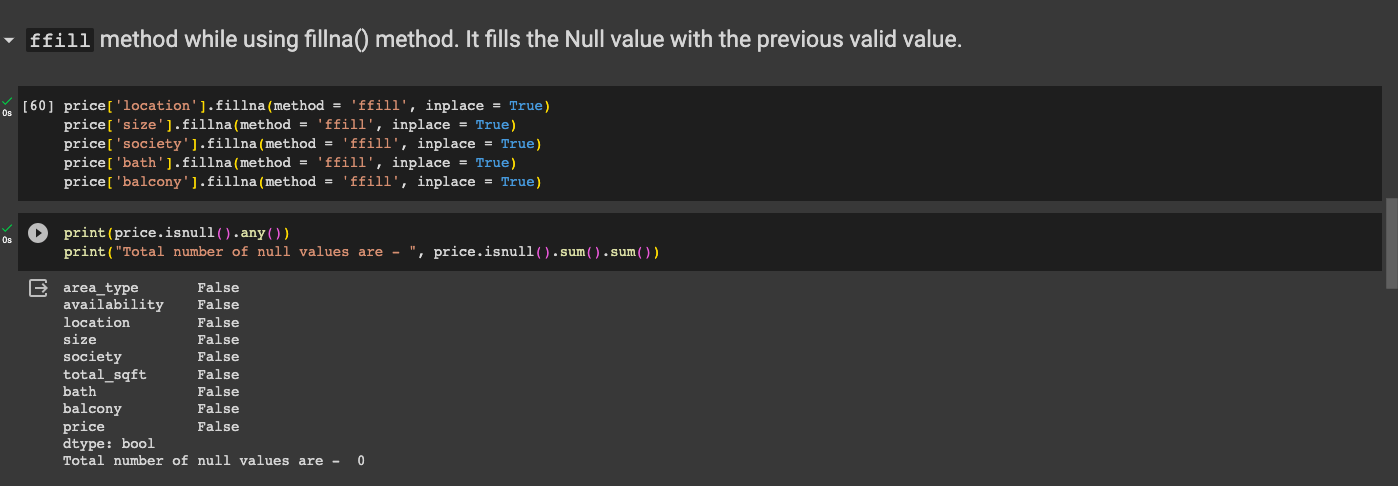 ffill method while using fillna() method. It fills the Null value with the previous valid value.
0s
[60] price['location'].fillna(method = 'ffill', inplace = True)
price['size'].fillna(method = 'ffill', inplace = True)
price['society'].fillna(method = 'ffill', inplace = True)
price['bath'].fillna(method = 'ffill', inplace = True)
price['balcony'].fillna(method = 'ffill', inplace = True)
0s
print(price.isnull().any())
print("Total number of null values are - ", price.isnull().sum().sum())
area_type       False
availability    False
location        False
size            False
society         False
total_sqft      False
bath            False
balcony         False
price           False
dtype: bool
Total number of null values are -  0